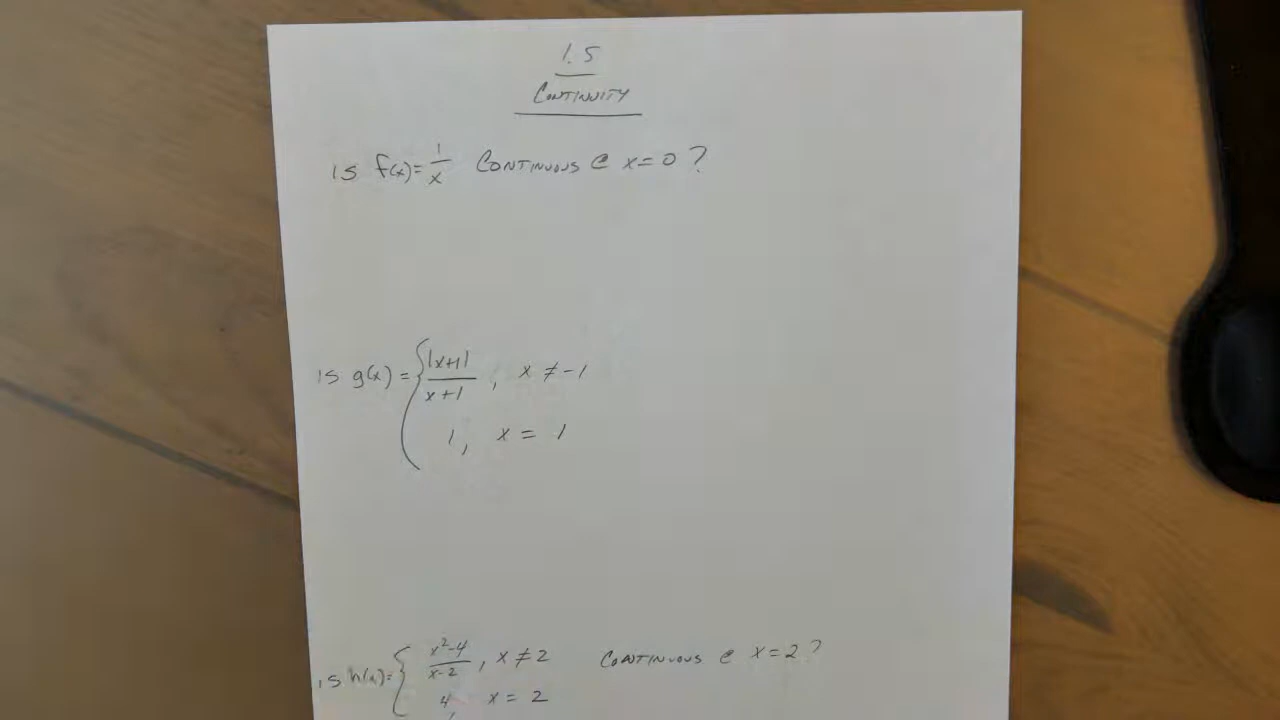 1.5
CONTINUITY
IS f(x)= 1/x CONTINUOUS @ x=0?
IS g(x) = { |x+1|/x+1 , x ≠ -1
1, x = 1
IS h(x)= { x²-4/x-2 , x ≠ 2 CONTINUOUS @ x=2?
4, x = 2